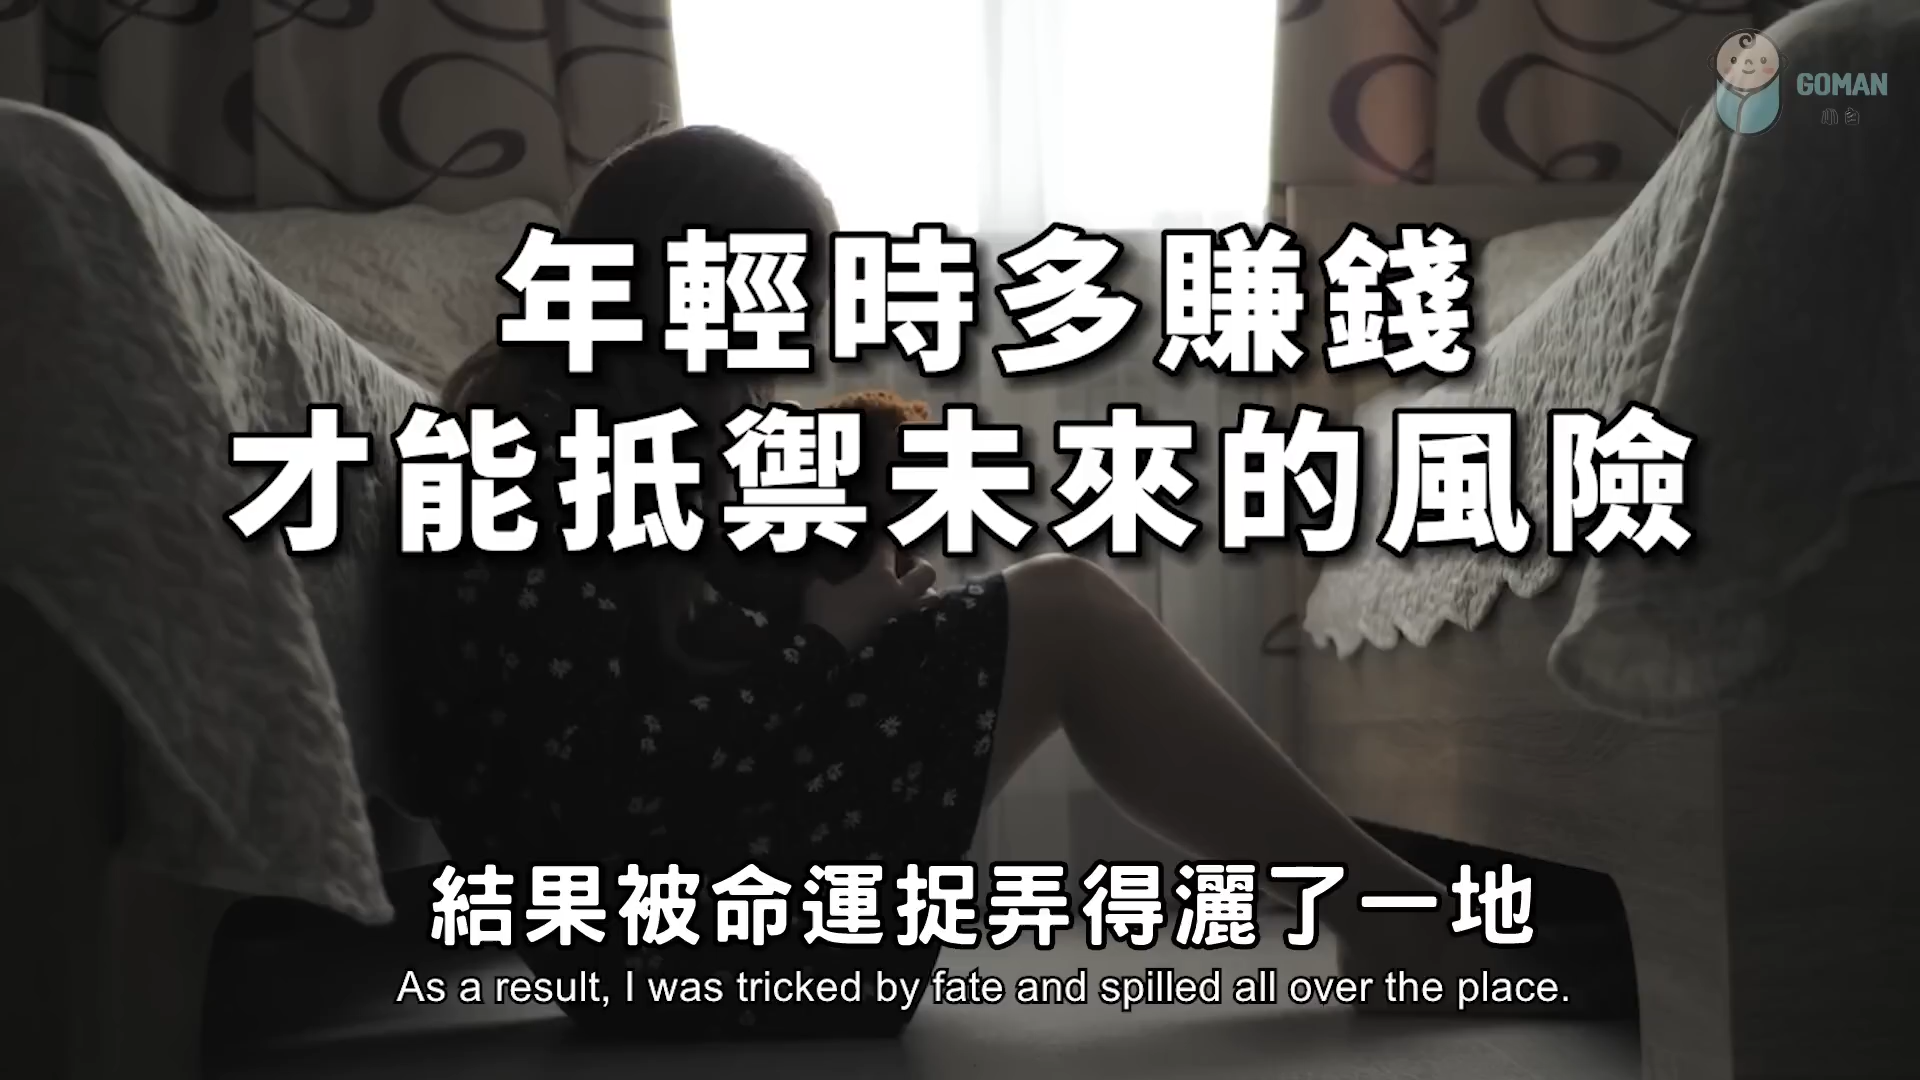 GOMAN
小白
年輕時多賺錢
才能抵禦未來的風險
結果被命運捉弄得灑了一地
As a result, I was tricked by fate and spilled all over the place.